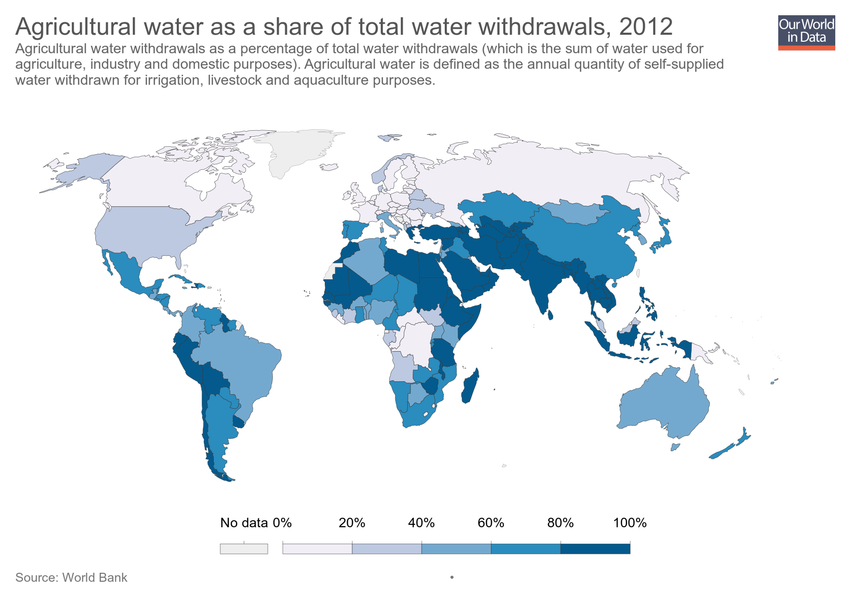 Agricultural water as a share of total water withdrawals, 2012
Our World
in Data
Agricultural water withdrawals as a percentage of total water withdrawals (which is the sum of water used for
agriculture, industry and domestic purposes). Agricultural water is defined as the annual quantity of self-supplied
water withdrawn for irrigation, livestock and aquaculture purposes.
No data 0% 20% 40% 60% 80% 100%
Source: World Bank